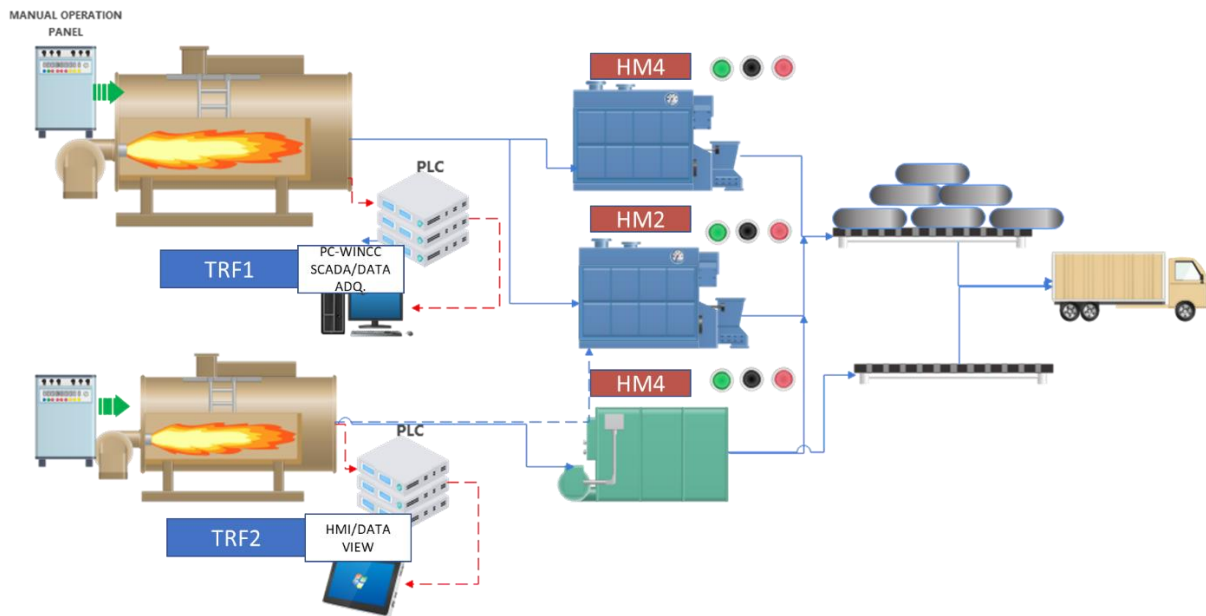 MANUAL OPERATION
PANEL
HM4
PLC
HM2
TRF1
PC-WINCC
SCADA/DATA
ADQ.
HM4
PLC
TRF2
HMI/DATA
VIEW